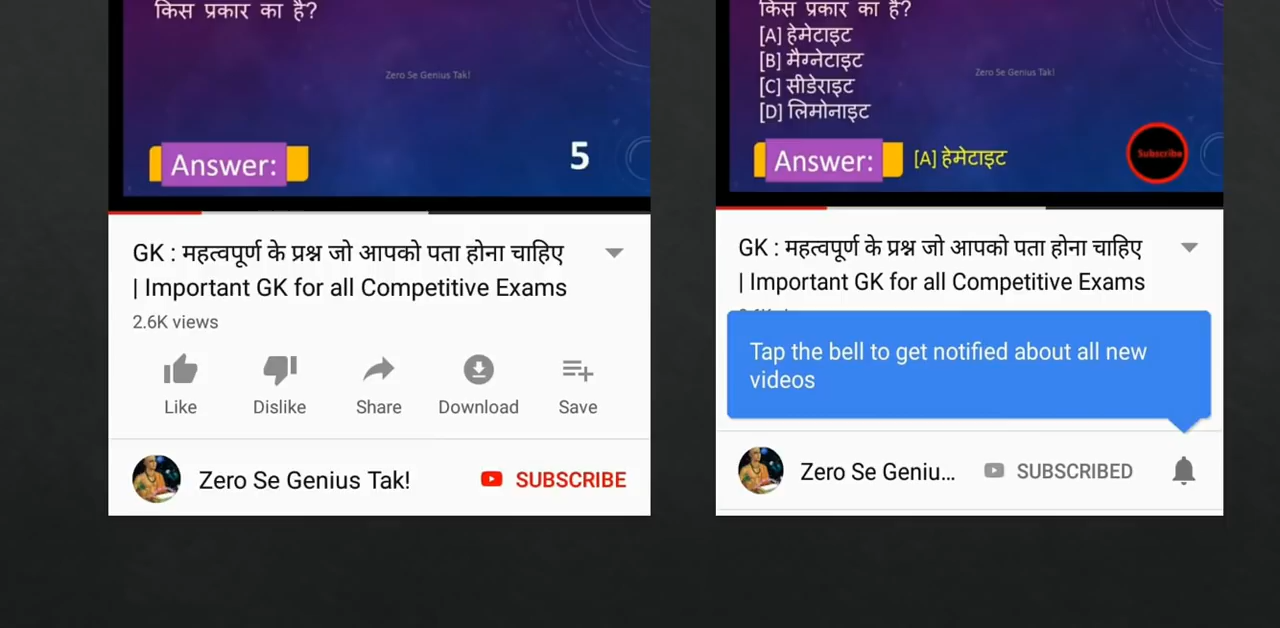 किस प्रकार का है?
Zero Se Genius Tak!
Answer:
5
GK : महत्वपूर्ण के प्रश्न जो आपको पता होना चाहिए
| Important GK for all Competitive Exams
2.6K views
Like Dislike Share Download Save
Zero Se Genius Tak! SUBSCRIBE
किस प्रकार का है?
[A] हेमेटाइट
[B] मैग्नेटाइट
Zero Se Genius Tak!
[C] सीडेराइट
[D] लिमोनाइट
Answer: [A] हेमेटाइट
Subscribe
GK : महत्वपूर्ण के प्रश्न जो आपको पता होना चाहिए
| Important GK for all Competitive Exams
Tap the bell to get notified about all new
videos
Zero Se Geniu... SUBSCRIBED